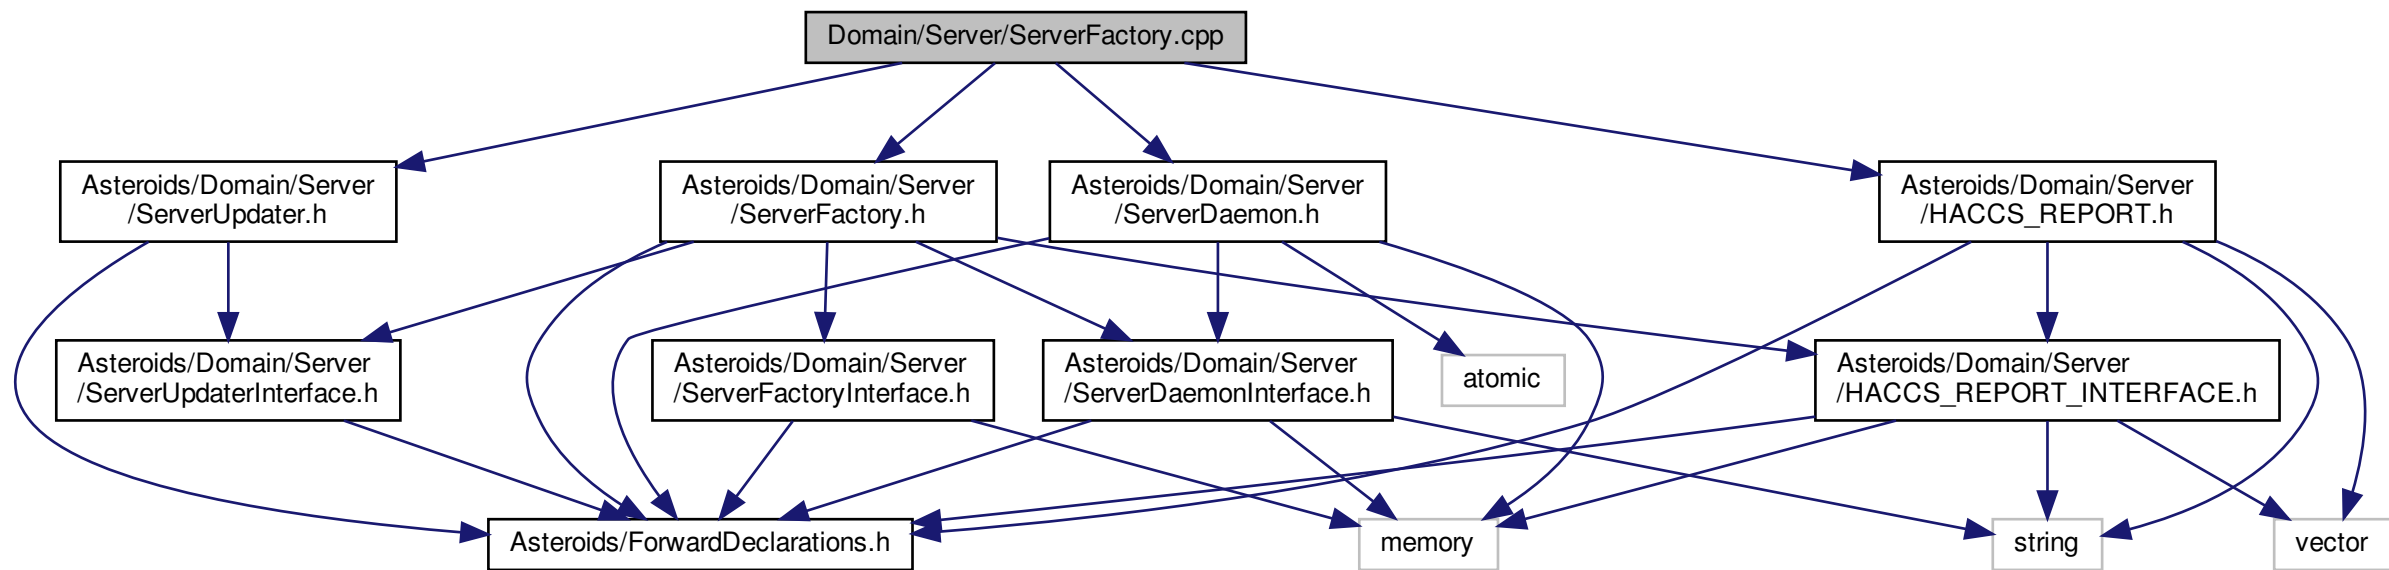 Domain/Server/ServerFactory.cpp
Asteroids/Domain/Server
/ServerUpdater.h
Asteroids/Domain/Server
/ServerFactory.h
Asteroids/Domain/Server
/ServerDaemon.h
Asteroids/Domain/Server
/HACCS_REPORT.h
Asteroids/Domain/Server
/ServerUpdaterInterface.h
Asteroids/Domain/Server
/ServerFactoryInterface.h
Asteroids/Domain/Server
/ServerDaemonInterface.h
atomic
Asteroids/Domain/Server
/HACCS_REPORT_INTERFACE.h
Asteroids/ForwardDeclarations.h
memory
string
vector